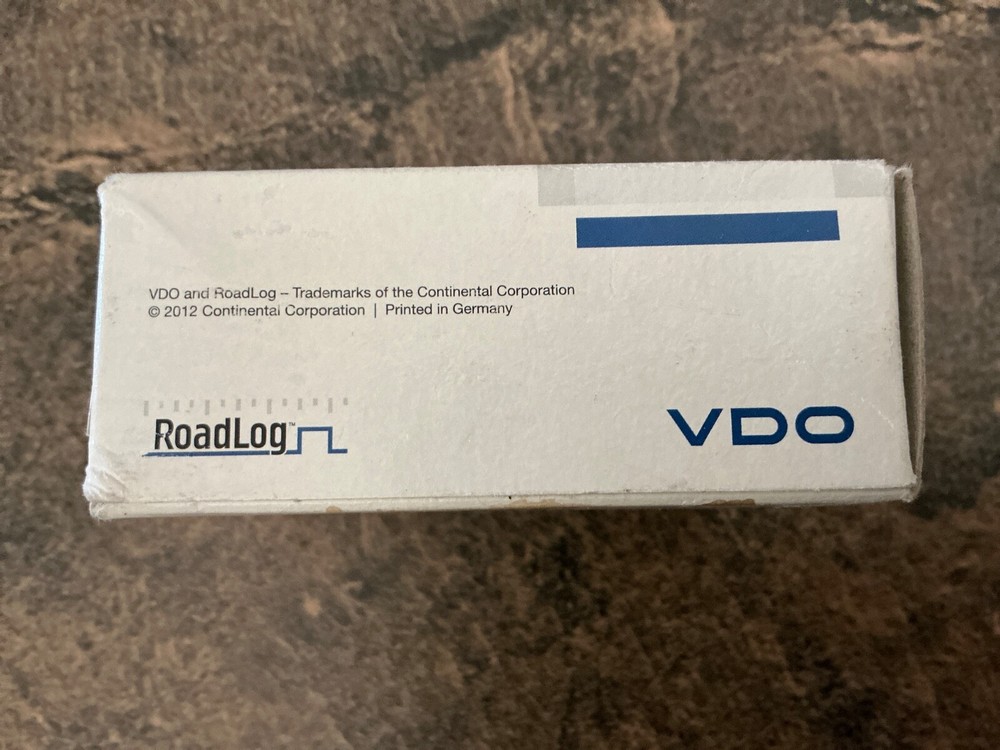 VDO and RoadLog – Trademarks of the Continental Corporation
© 2012 Continental Corporation | Printed in Germany
RoadLog™
VDO